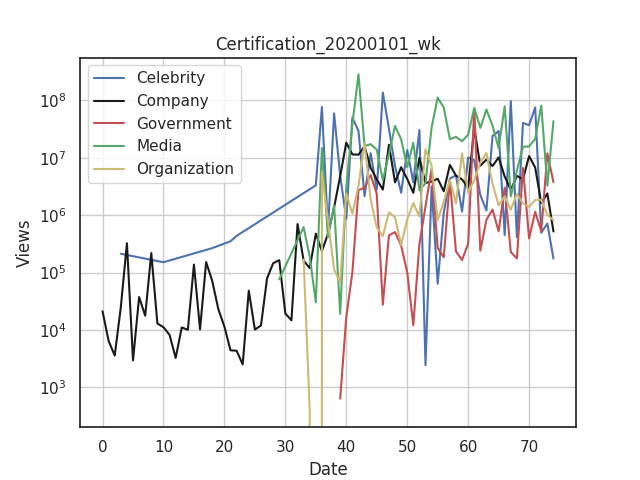 Certification_20200101_wk
Celebrity
Company
Government
Media
Organization
10⁸
10⁷
10⁶
10⁵
10⁴
10³
Views
0 10 20 30 40 50 60 70
Date